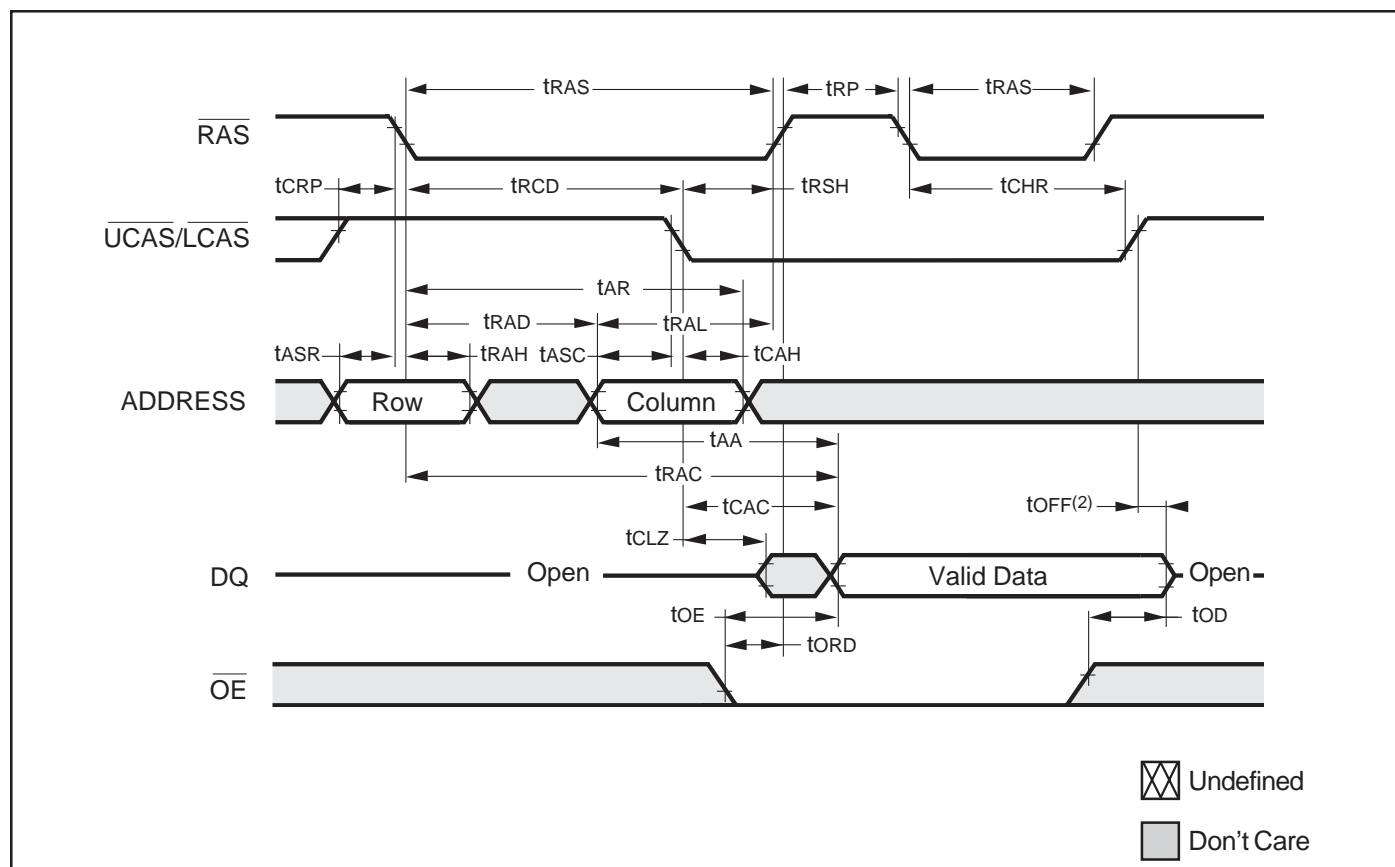 tRAS tRP tRAS
RAS
tCRP tRCD tRSH tCHR
UCAS/LCAS
tAR
tRAD tRAL
tASR tRAH tASC tCAH
ADDRESS Row Column
tAA
tRAC
tCAC tOFF(2)
tCLZ
DQ Open Valid Data Open
tOE tOD
tORD
OE
Undefined
Don't Care